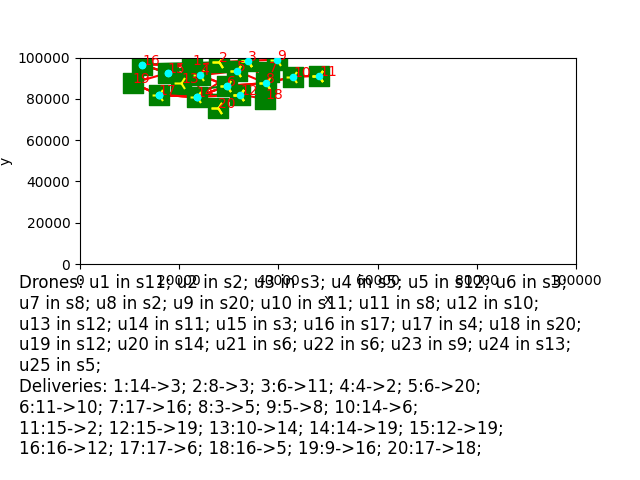 100000
80000
60000
40000
20000
0
y
16
1
2
3
9
11
18
0 20000 40000 60000 80000 100000
x
Drones: u1 in s11; u2 in s2; u3 in s3; u4 in s5; u5 in s12; u6 in s3;
u7 in s8; u8 in s2; u9 in s20; u10 in s11; u11 in s8; u12 in s10;
u13 in s12; u14 in s11; u15 in s3; u16 in s17; u17 in s4; u18 in s20;
u19 in s12; u20 in s14; u21 in s6; u22 in s6; u23 in s9; u24 in s13;
u25 in s5;
Deliveries: 1:14->3; 2:8->3; 3:6->11; 4:4->2; 5:6->20;
6:11->10; 7:17->16; 8:3->5; 9:5->8; 10:14->6;
11:15->2; 12:15->19; 13:10->14; 14:14->19; 15:12->19;
16:16->12; 17:17->6; 18:16->5; 19:9->16; 20:17->18;